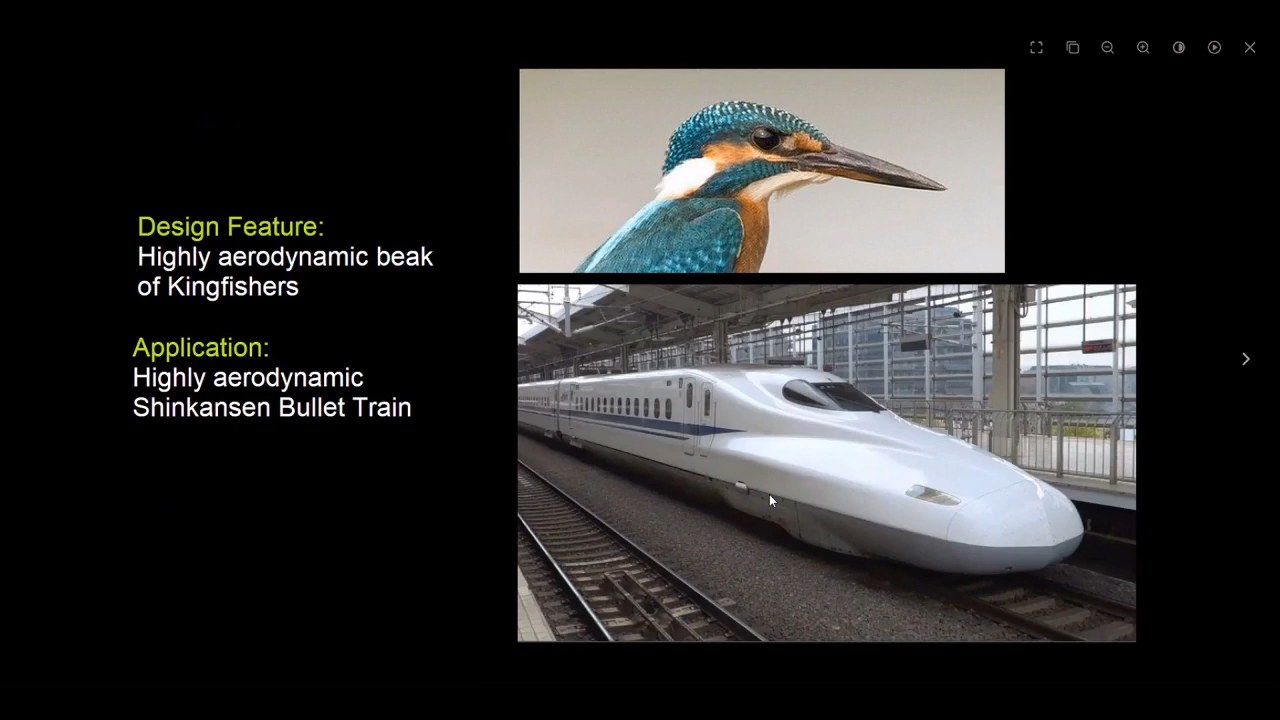 Design Feature:
Highly aerodynamic beak
of Kingfishers
Application:
Highly aerodynamic
Shinkansen Bullet Train